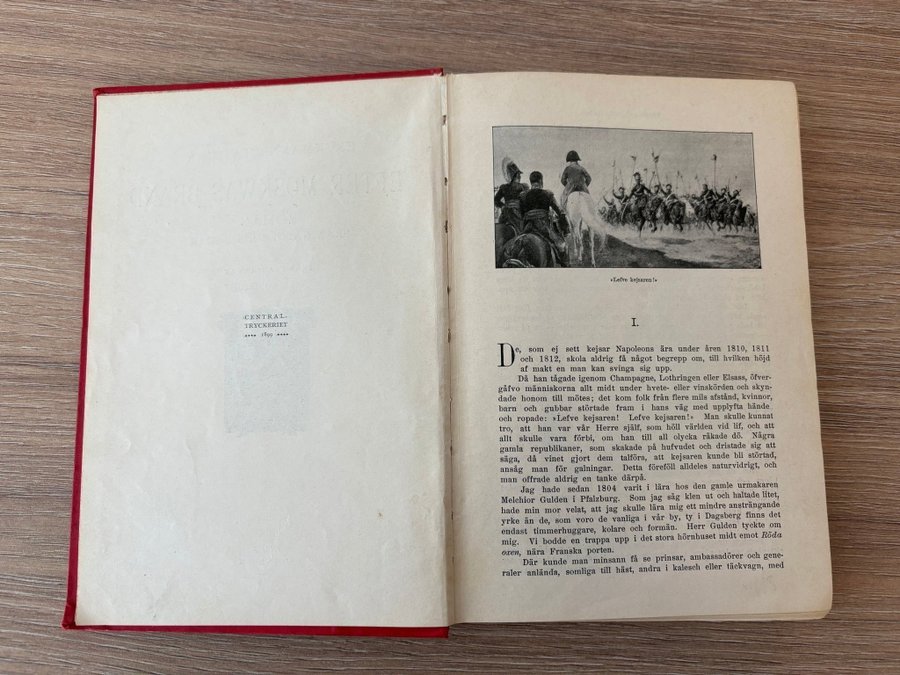 CENTRAL-
TRYCKERIET
1899
»Lefve kejsaren!»
I.
De, som ej sett kejsar Napoleons ära under åren 1810, 1811
och 1812, skola aldrig få något begrepp om, till hvilken höjd
af makt en man kan svinga sig upp.
Då han tågade igenom Champagne, Lothringen eller Elsass, öfver-
gåfvo människorna allt midt under hvete- eller vinskörden och skyn-
dade honom till mötes; det kom folk från flere mils afstånd, kvinnor,
barn och gubbar störtade fram i hans väg med upplyfta händer
och ropade: »Lefve kejsaren! Lefve kejsaren!» Man skulle kunnat
tro, att han var vår Herre själf, som höll världen vid lif, och att
allt skulle vara förbi, om han till all olycka råkade dö. Några
gamla republikaner, som skakade på hufvudet och dristade sig att
säga, då vinet gjort dem talföra, att kejsaren kunde bli störtad,
ansåg man för galningar. Detta föreföll alldeles naturvidrigt, och
man offrade aldrig en tanke därpå.
Jag hade sedan 1804 varit i lära hos den gamle urmakaren
Melchior Gulden i Pfalzburg. Som jag såg klen ut och haltade litet,
hade min mor velat, att jag skulle lära mig ett mindre ansträngande
yrke än de, som voro de vanliga i vår by, ty i Dagsberg finns det
endast timmerhuggare, kolare och formän. Herr Gulden tyckte om
mig. Vi bodde en trappa upp i det stora hörnhuset midt emot Röda
oxen, nära Franska porten.
Där kunde man minsann få se prinsar, ambassadörer och gene-
raler anlända, somliga till häst, andra i kalesch eller täckvagn, med